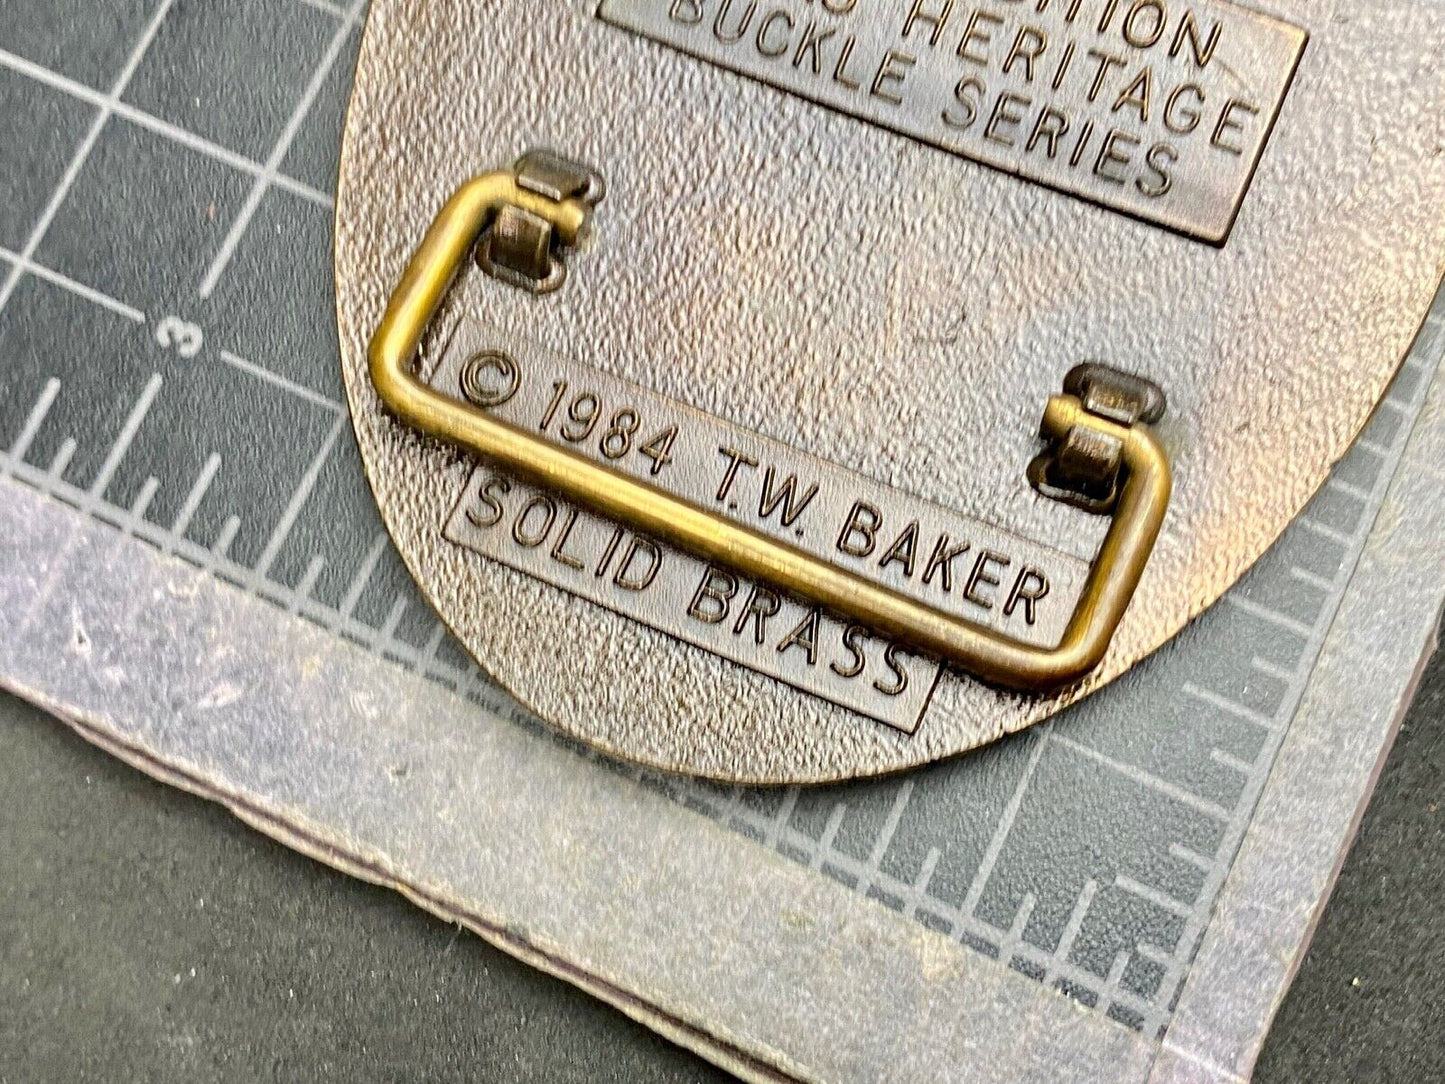 HERITAGE
BUCKLE SERIES
© 1984 T.W. BAKER
SOLID BRASS
3